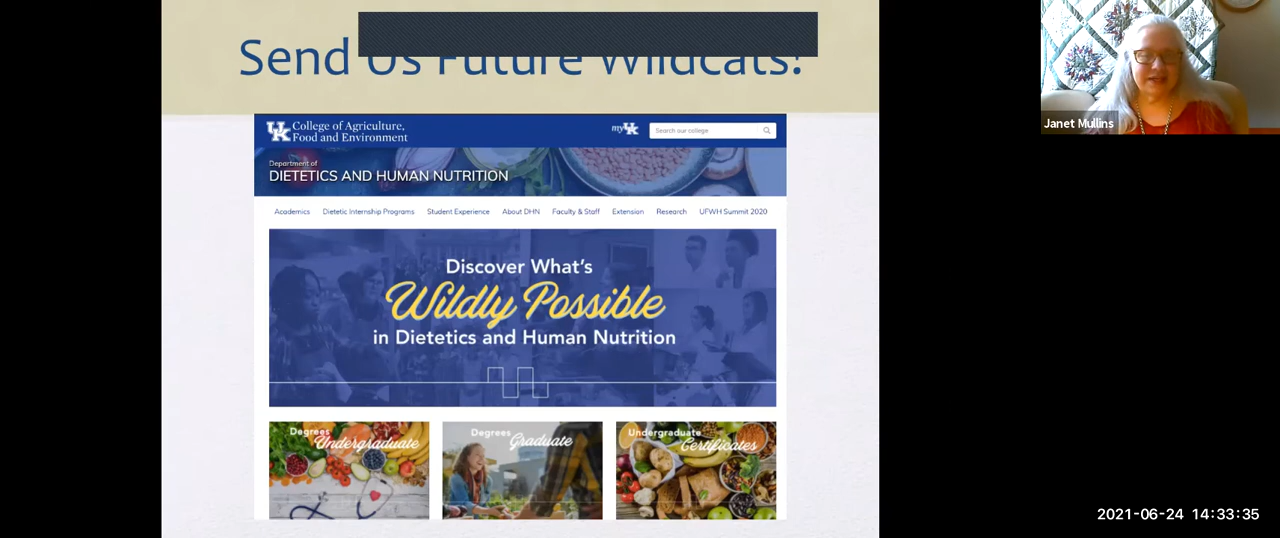 Send Us Future Wildcats!
UK College of Agriculture,
Food and Environment
myUK
Search our college
Department of
DIETETICS AND HUMAN NUTRITION
Academics Dietetic Internship Programs Student Experience About DHN Faculty & Staff Extension Research UFWH Summit 2020
Discover What's
Wildly Possible
in Dietetics and Human Nutrition
Degrees
Undergraduate
Degrees
Graduate
Undergraduate
Certificates
Janet Mullins
2021-06-24 14:33:35